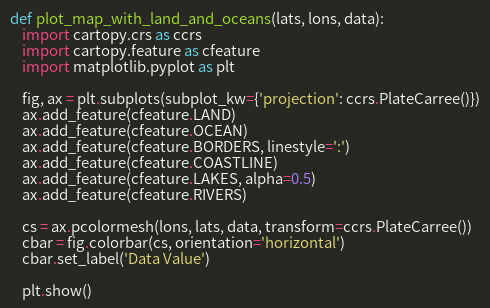 def plot_map_with_land_and_oceans(lats, lons, data):
    import cartopy.crs as ccrs
    import cartopy.feature as cfeature
    import matplotlib.pyplot as plt

    fig, ax = plt.subplots(subplot_kw={'projection': ccrs.PlateCarree()})
    ax.add_feature(cfeature.LAND)
    ax.add_feature(cfeature.OCEAN)
    ax.add_feature(cfeature.BORDERS, linestyle=':')
    ax.add_feature(cfeature.COASTLINE)
    ax.add_feature(cfeature.LAKES, alpha=0.5)
    ax.add_feature(cfeature.RIVERS)

    cs = ax.pcolormesh(lons, lats, data, transform=ccrs.PlateCarree())
    cbar = fig.colorbar(cs, orientation='horizontal')
    cbar.set_label('Data Value')

    plt.show()